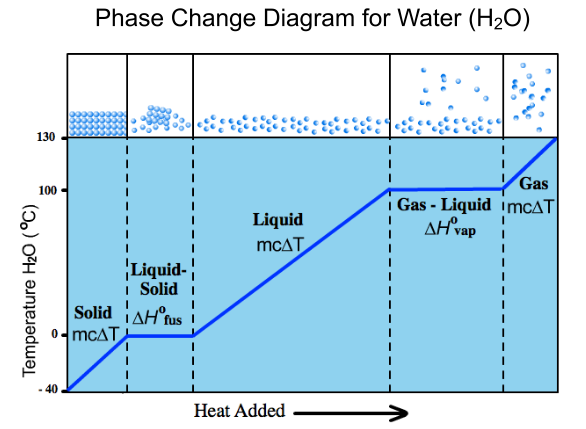 Phase Change Diagram for Water (H₂O)
130
100
0
- 40
Temperature H₂O (°C)
Solid
mcΔT
Liquid-
Solid
ΔH°fus
Liquid
mcΔT
Gas - Liquid
ΔH°vap
Gas
mcΔT
Heat Added